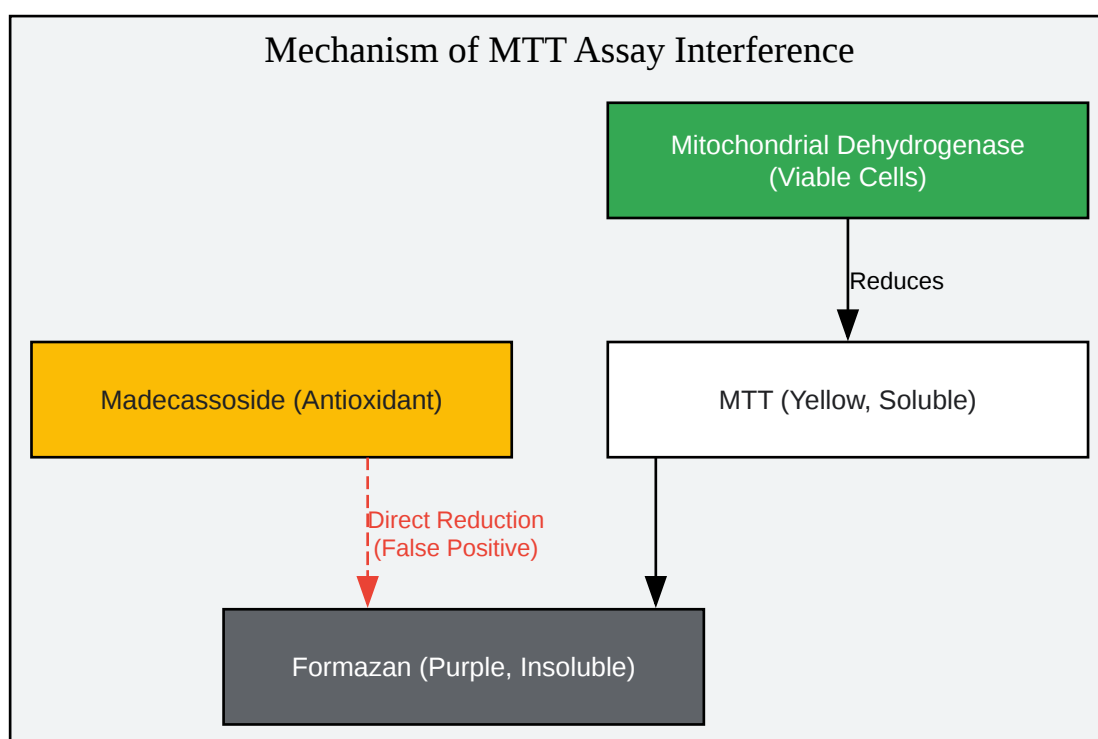 Mechanism of MTT Assay Interference
Mitochondrial Dehydrogenase
(Viable Cells)
Reduces
Madecassoside (Antioxidant)
MTT (Yellow, Soluble)
Direct Reduction
(False Positive)
Formazan (Purple, Insoluble)